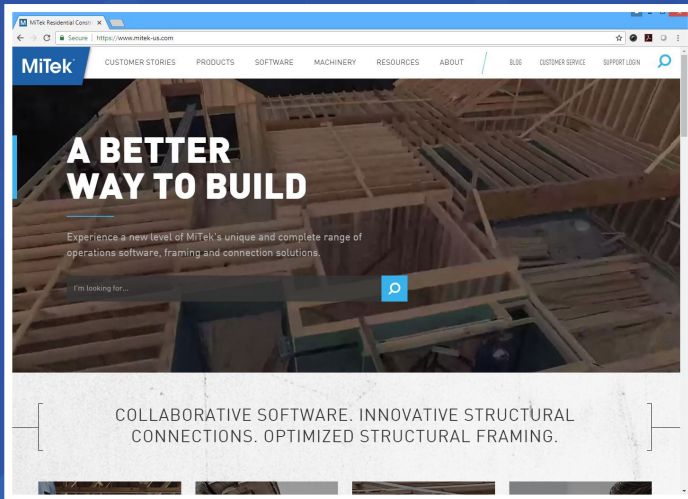 MiTek Residential Constr
Secure | https://www.mitek-us.com
MiTek
CUSTOMER STORIES PRODUCTS SOFTWARE MACHINERY RESOURCES ABOUT BLOG CUSTOMER SERVICE SUPPORT LOGIN
A BETTER
WAY TO BUILD
Experience a new level of MiTek's unique and complete range of
operations software, framing and connection solutions.
I'm looking for...
COLLABORATIVE SOFTWARE. INNOVATIVE STRUCTURAL
CONNECTIONS. OPTIMIZED STRUCTURAL FRAMING.